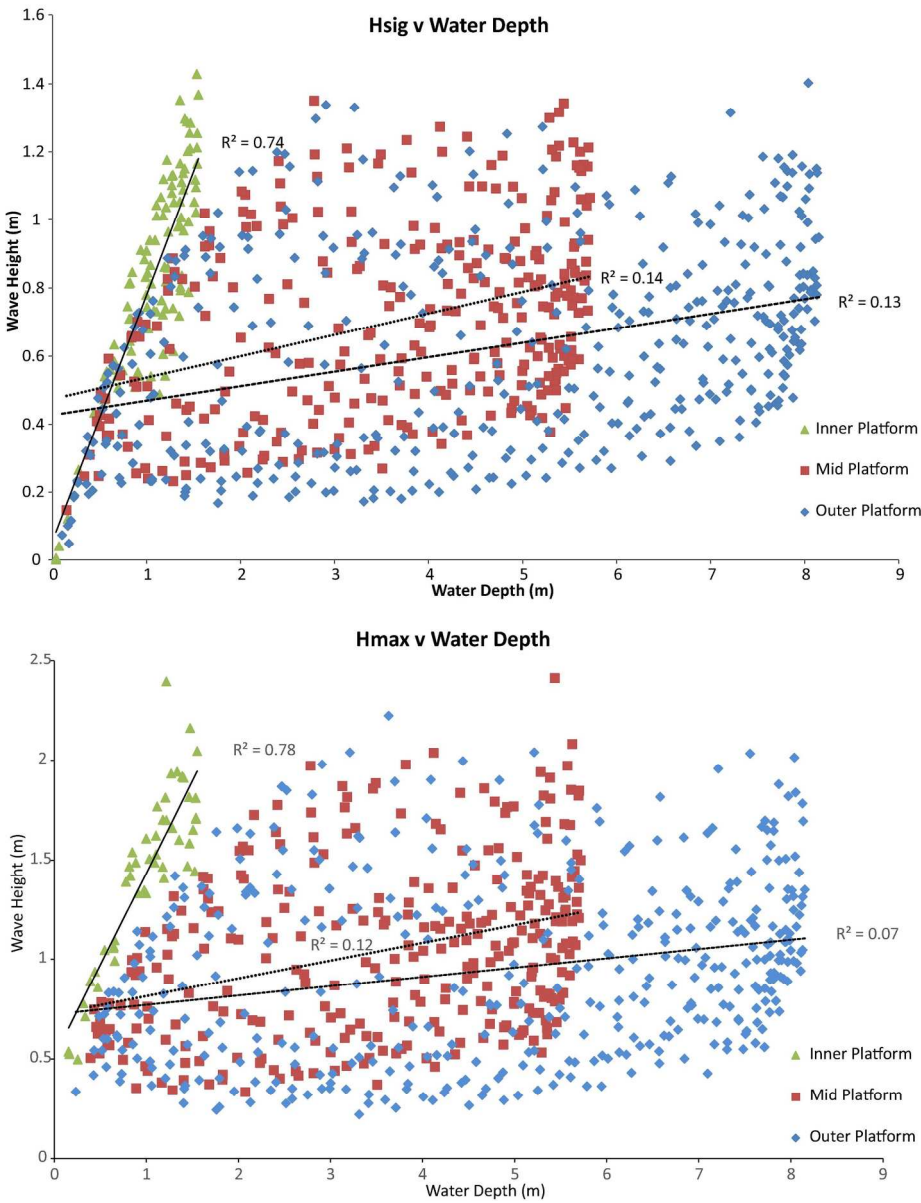 Hsig v Water Depth
1.6
1.4
1.2
1
0.8
0.6
0.4
0.2
0
Wave Height (m)
R² = 0.74
R² = 0.14
R² = 0.13
Inner Platform
Mid Platform
Outer Platform
0 1 2 3 4 5 6 7 8 9
Water Depth (m)
Hmax v Water Depth
2.5
2
1.5
1
0.5
0
Wave Height (m)
R² = 0.78
R² = 0.12
R² = 0.07
Inner Platform
Mid Platform
Outer Platform
0 1 2 3 4 5 6 7 8 9
Water Depth (m)